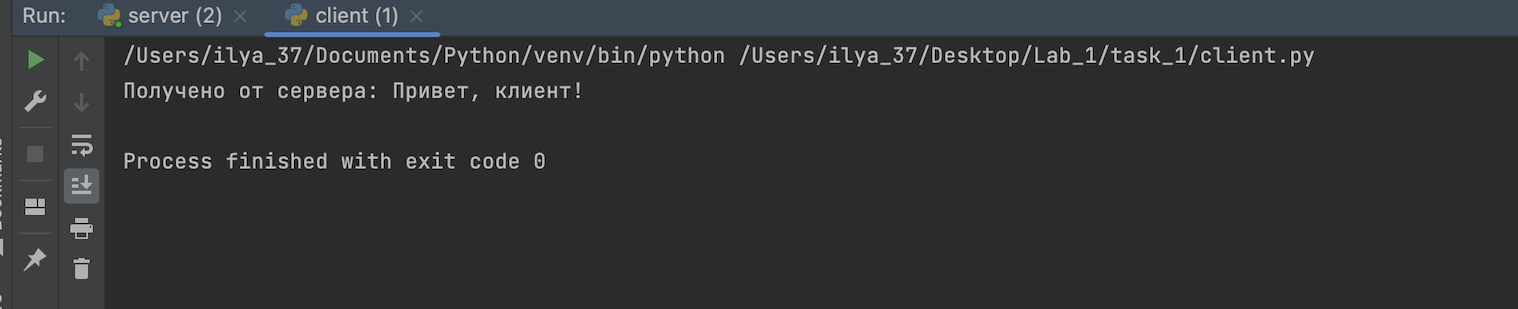 Run: server (2) client (1)
/Users/ilya_37/Documents/Python/venv/bin/python /Users/ilya_37/Desktop/Lab_1/task_1/client.py
Получено от сервера: Привет, клиент!
Process finished with exit code 0